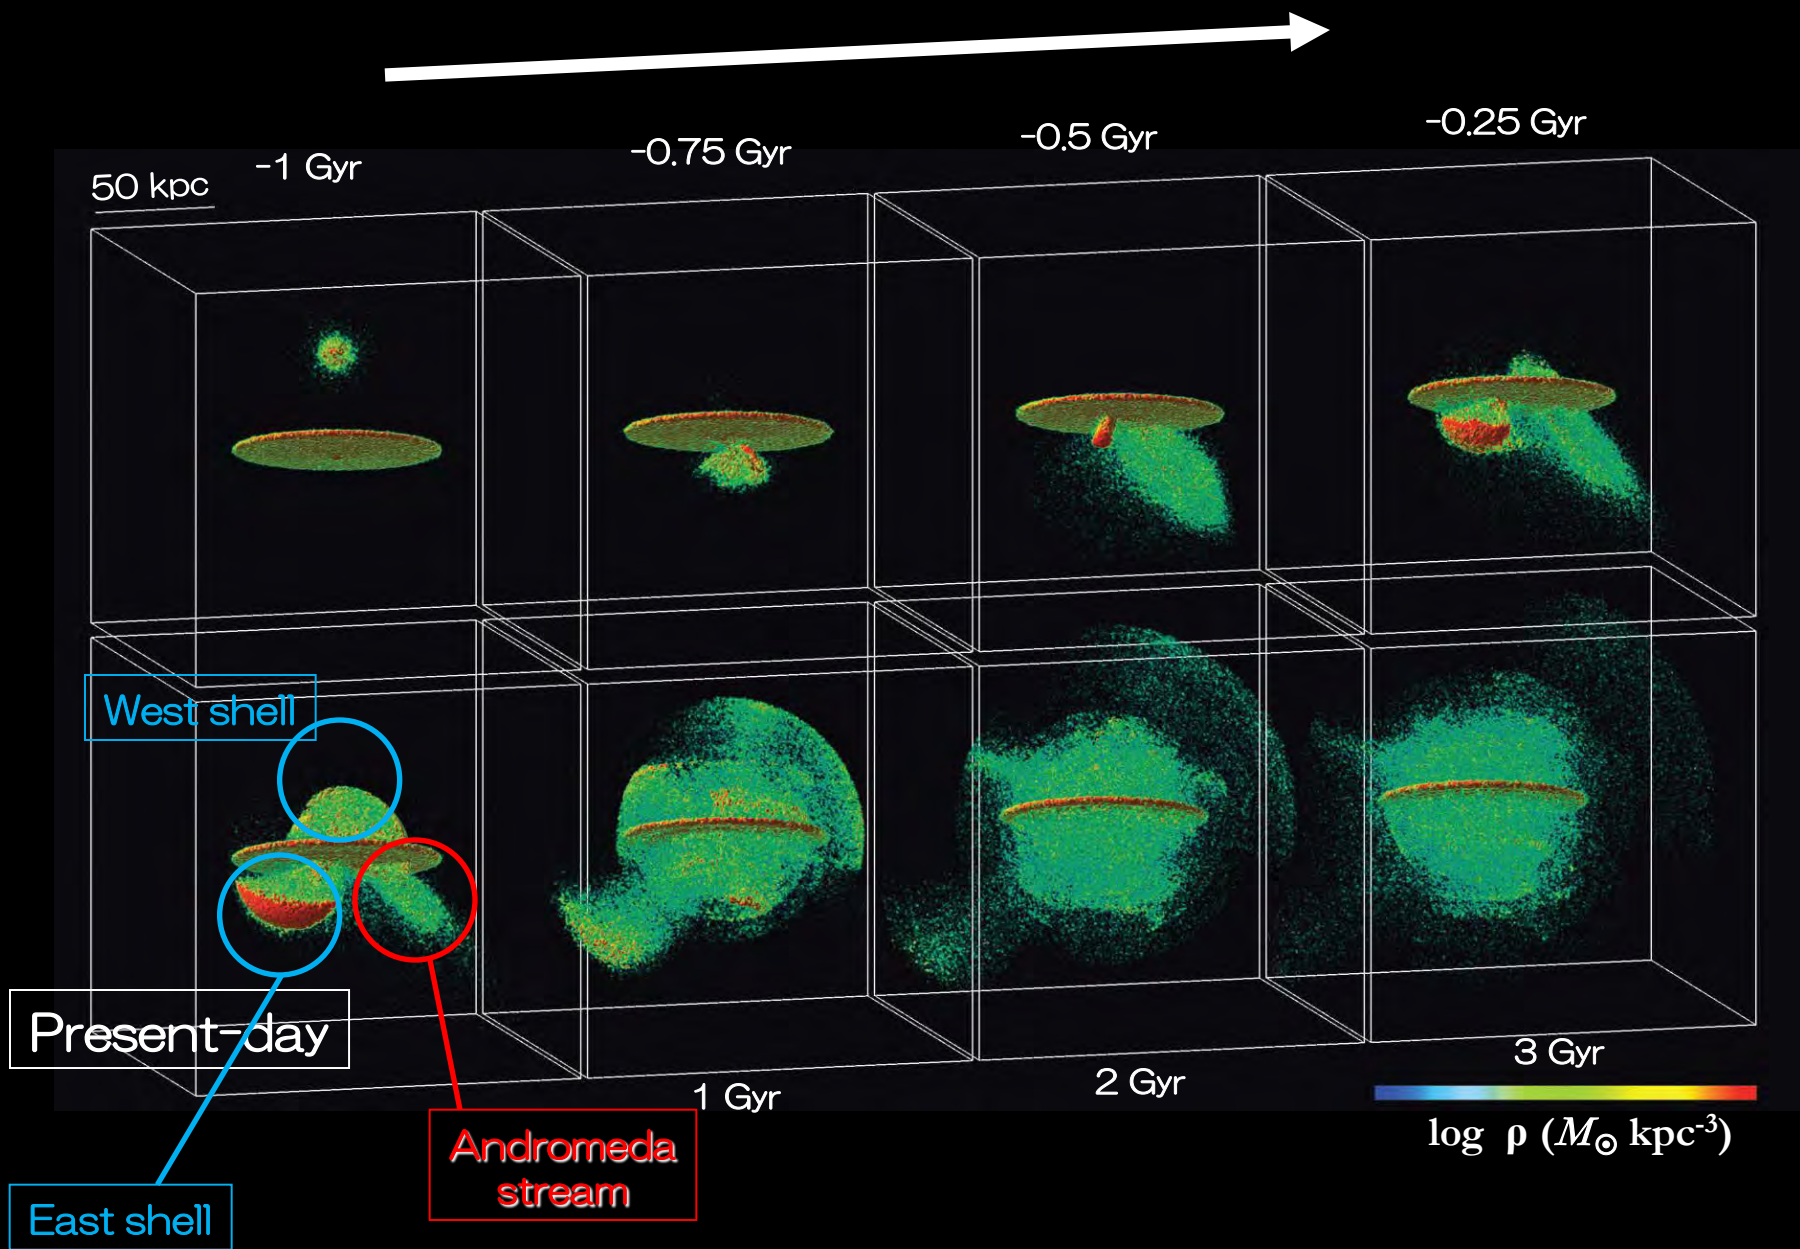 -1 Gyr
-0.75 Gyr
-0.5 Gyr
-0.25 Gyr
50 kpc
West shell
Present-day
1 Gyr
2 Gyr
3 Gyr
log ρ (M☉ kpc-3)
Andromeda
stream
East shell